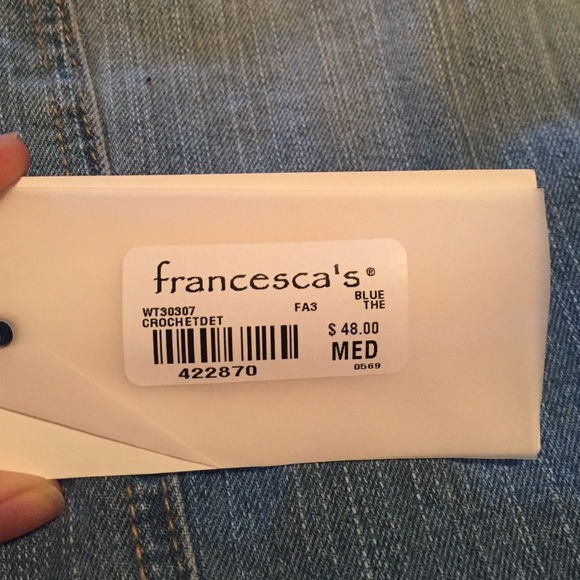 francesca's®
WT30307 FA3 BLUE
CROCHETDET THE
$ 48.00
MED
422870 0569